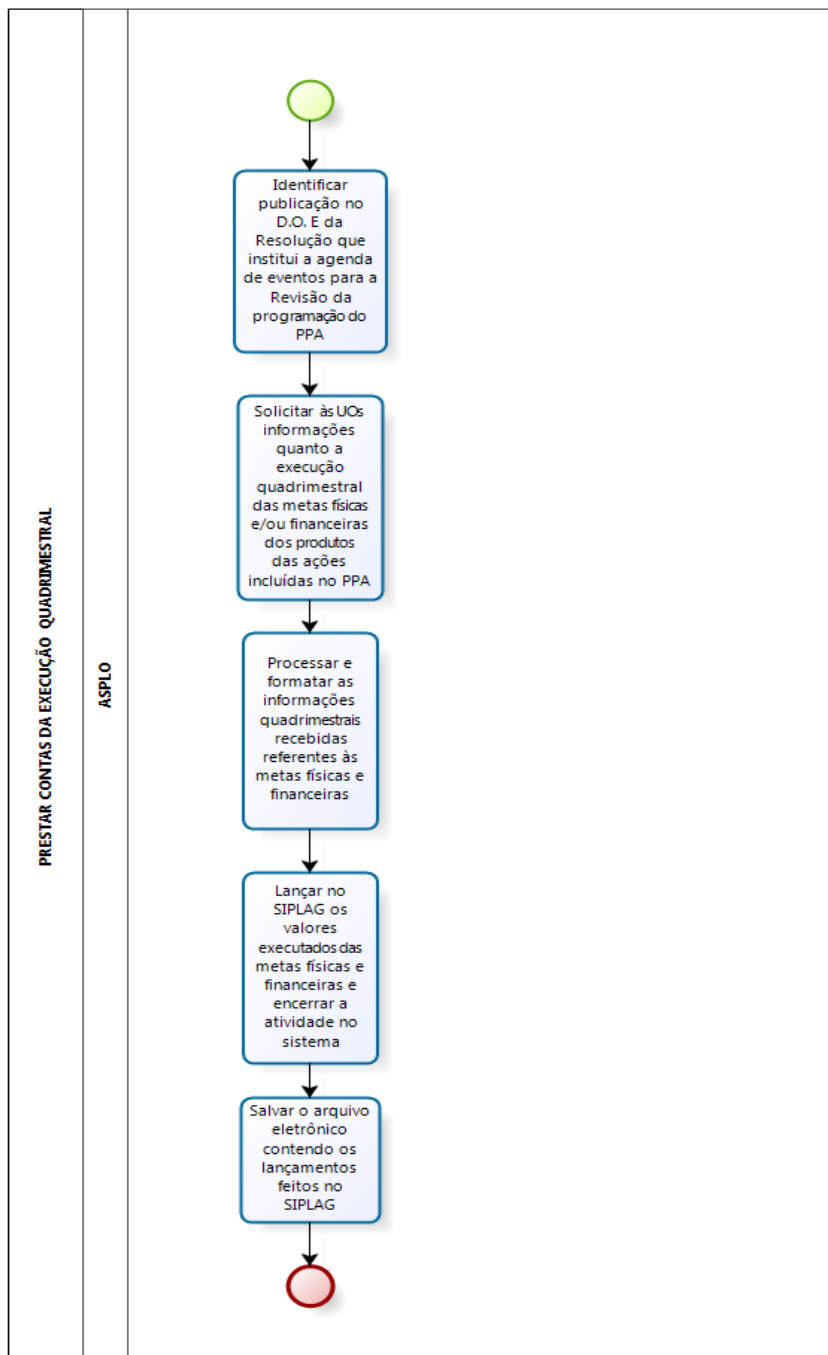 PRESTAR CONTAS DA EXECUÇÃO QUADRIMESTRAL
ASPLO
Identificar
publicação no
D.O. E da
Resolução que
institui a agenda
de eventos para a
Revisão da
programação do
PPA
Solicitar às UOs
informações
quanto a
execução
quadrimestral
das metas físicas
e/ou financeiras
dos produtos
das ações
incluídas no PPA
Processar e
formatar as
informações
quadrimestrais
recebidas
referentes às
metas físicas e
financeiras
Lançar no
SIPLAG os
valores
executados das
metas físicas e
financeiras e
encerrar a
atividade no
sistema
Salvar o arquivo
eletrônico
contendo os
lançamentos
feitos no
SIPLAG